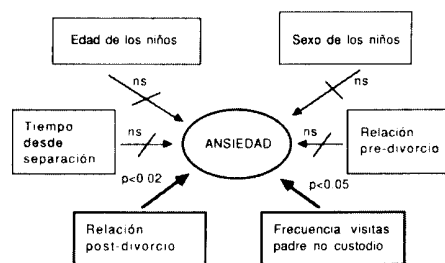 Edad de los niños
Sexo de los niños
ns
ns
Tiempo
desde
separación
ns
ANSIEDAD
ns
Relación
pre-divorcio
p<0.02
p<0.05
Relación
post-divorcio
Frecuencia visitas
padre no custodio